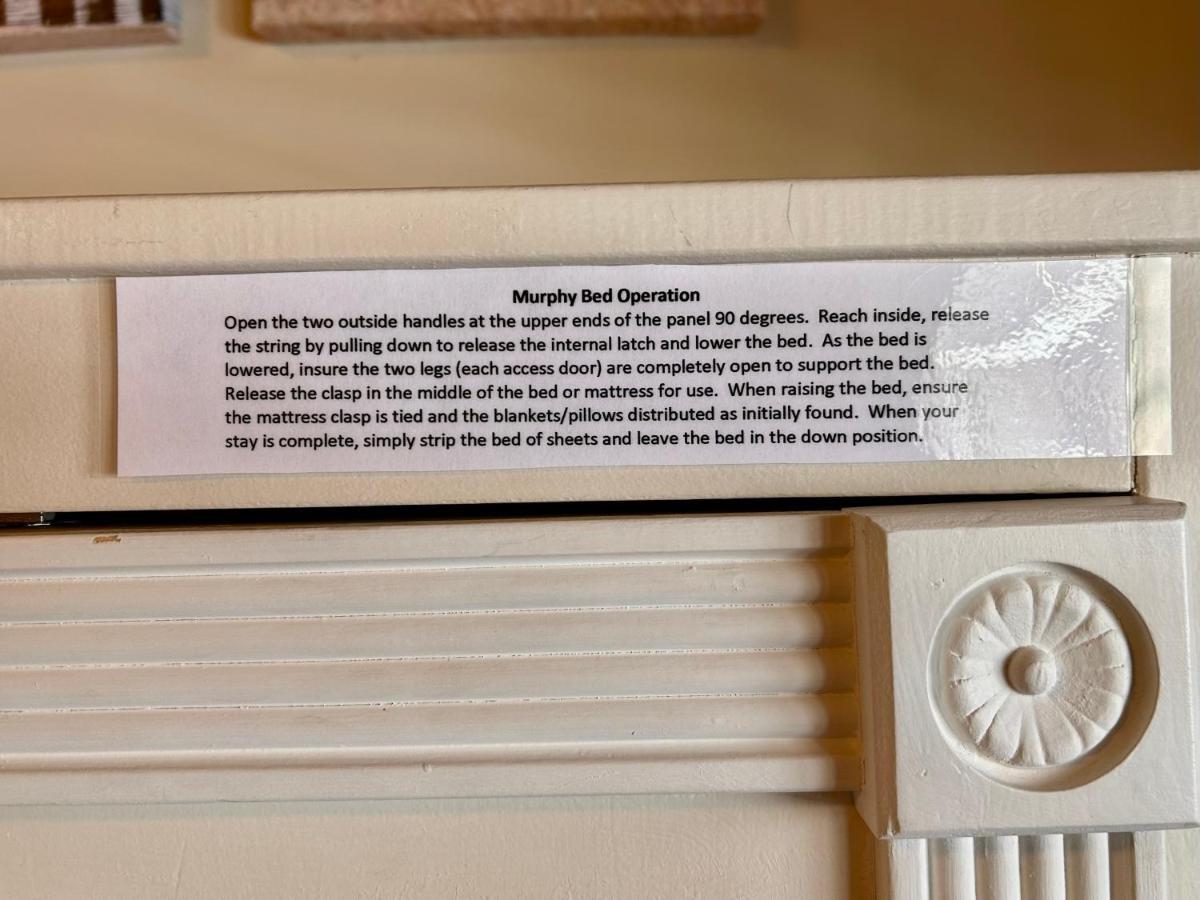 Murphy Bed Operation
Open the two outside handles at the upper ends of the panel 90 degrees.  Reach inside, release
the string by pulling down to release the internal latch and lower the bed.  As the bed is
lowered, insure the two legs (each access door) are completely open to support the bed.
Release the clasp in the middle of the bed or mattress for use.  When raising the bed, ensure
the mattress clasp is tied and the blankets/pillows distributed as initially found.  When your
stay is complete, simply strip the bed of sheets and leave the bed in the down position.